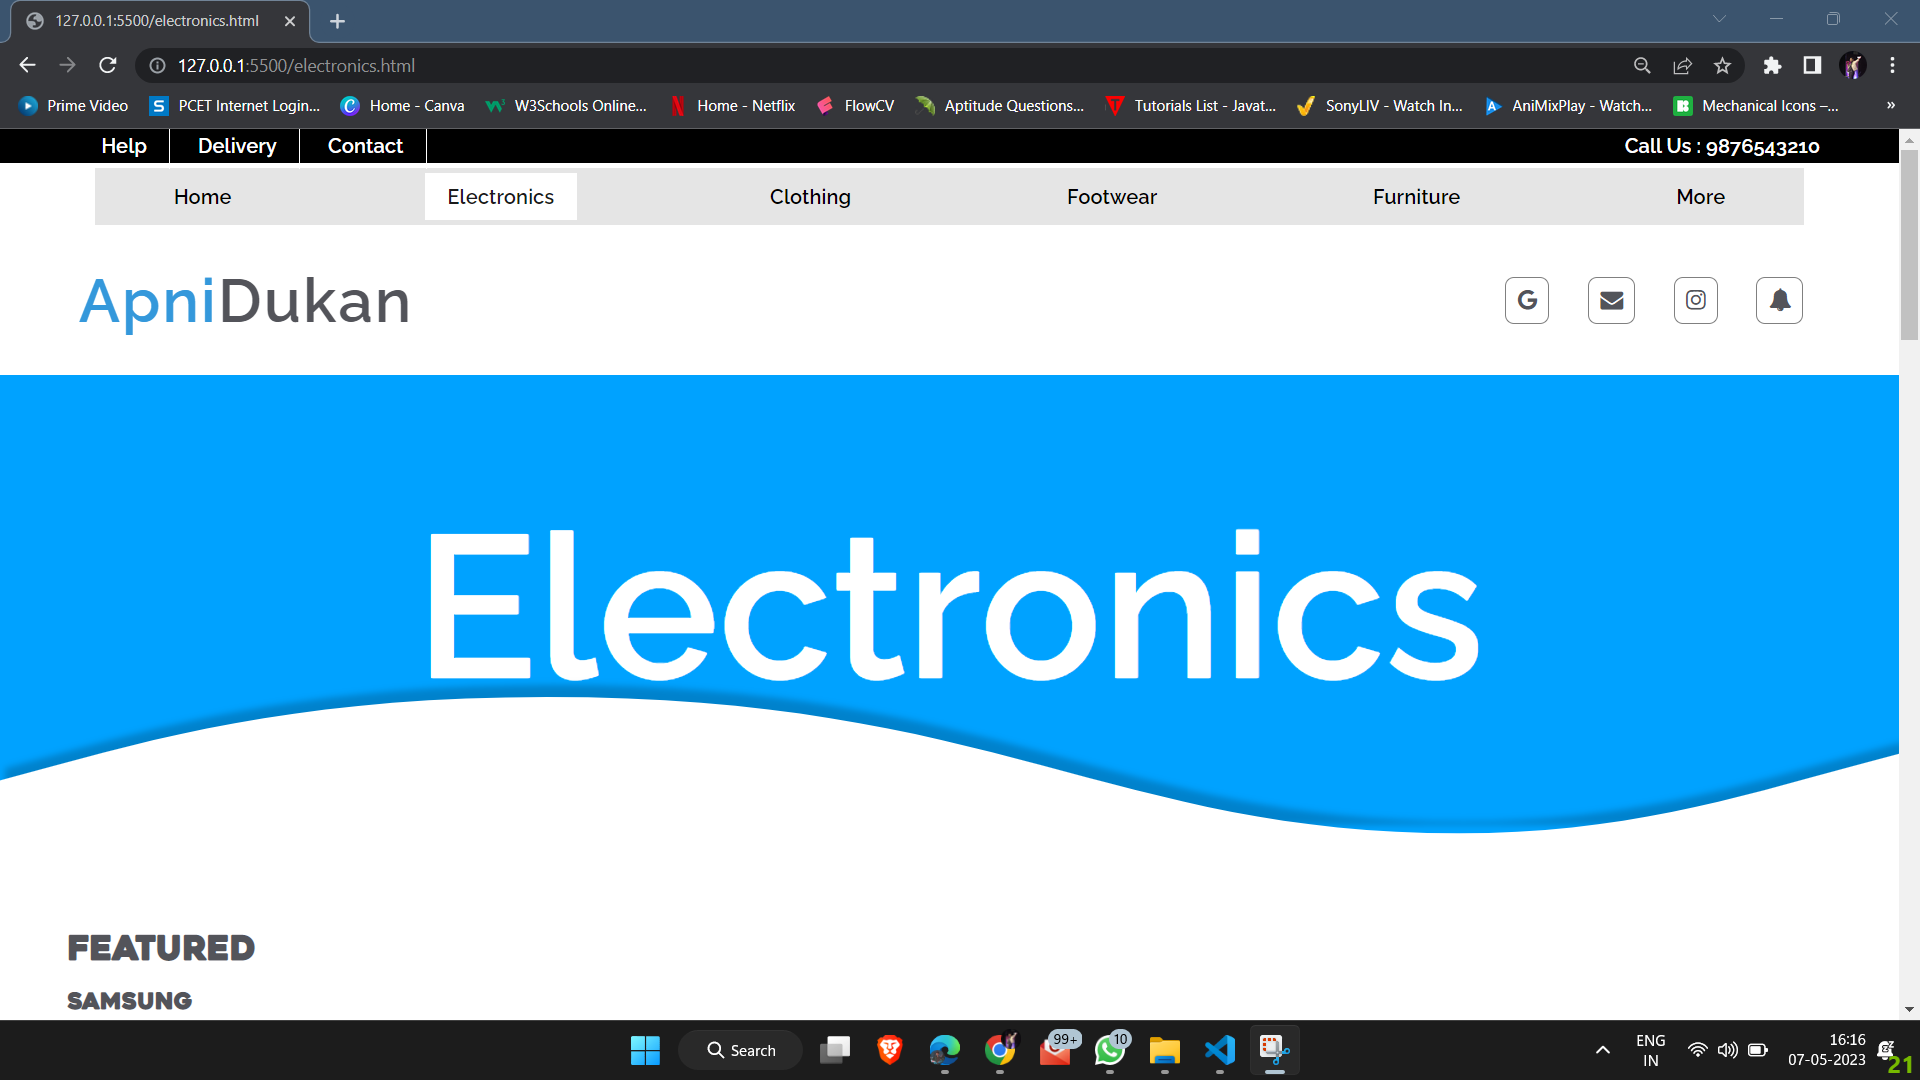 127.0.0.1:5500/electronics.html
127.0.0.1:5500/electronics.html
Prime Video PCET Internet Login... Home - Canva W3Schools Online... Home - Netflix FlowCV Aptitude Questions... Tutorials List - Javat... SonyLIV - Watch In... AniMixPlay - Watch... Mechanical Icons –... »
Help Delivery Contact Call Us : 9876543210
Home Electronics Clothing Footwear Furniture More
ApniDukan
Electronics
FEATURED
SAMSUNG
Search 99+ 10 ENG 16:16
IN 07-05-2023 21